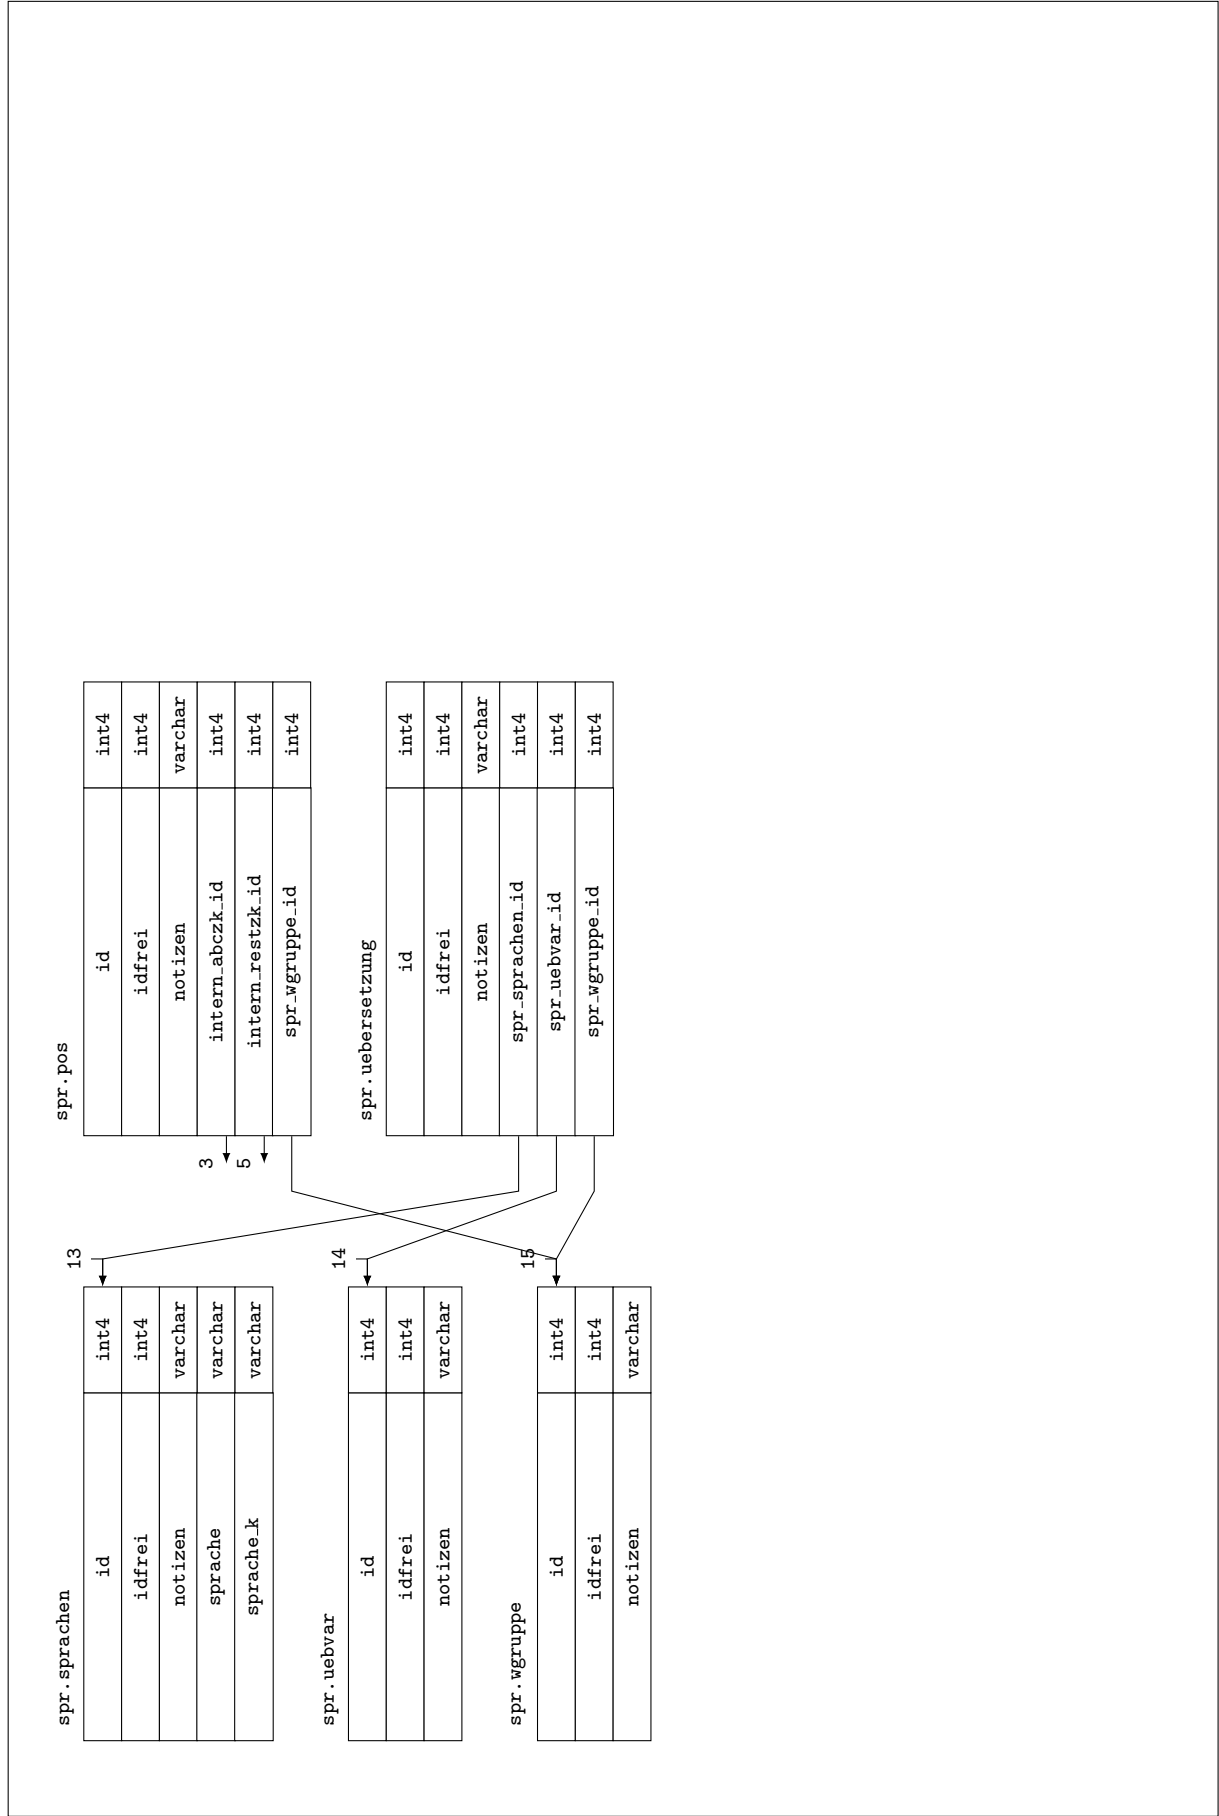 spr.sprachen
id int4
idfrei int4
notizen varchar
sprache varchar
sprache_k varchar
13
spr.uebvar
id int4
idfrei int4
notizen varchar
14
spr.wgruppe
id int4
idfrei int4
notizen varchar
15
spr.pos
id int4
idfrei int4
notizen varchar
3 intern_abczk_id int4
5 intern_restzk_id int4
spr_wgruppe_id int4
spr.uebersetzung
id int4
idfrei int4
notizen varchar
spr_sprachen_id int4
spr_uebvar_id int4
spr_wgruppe_id int4